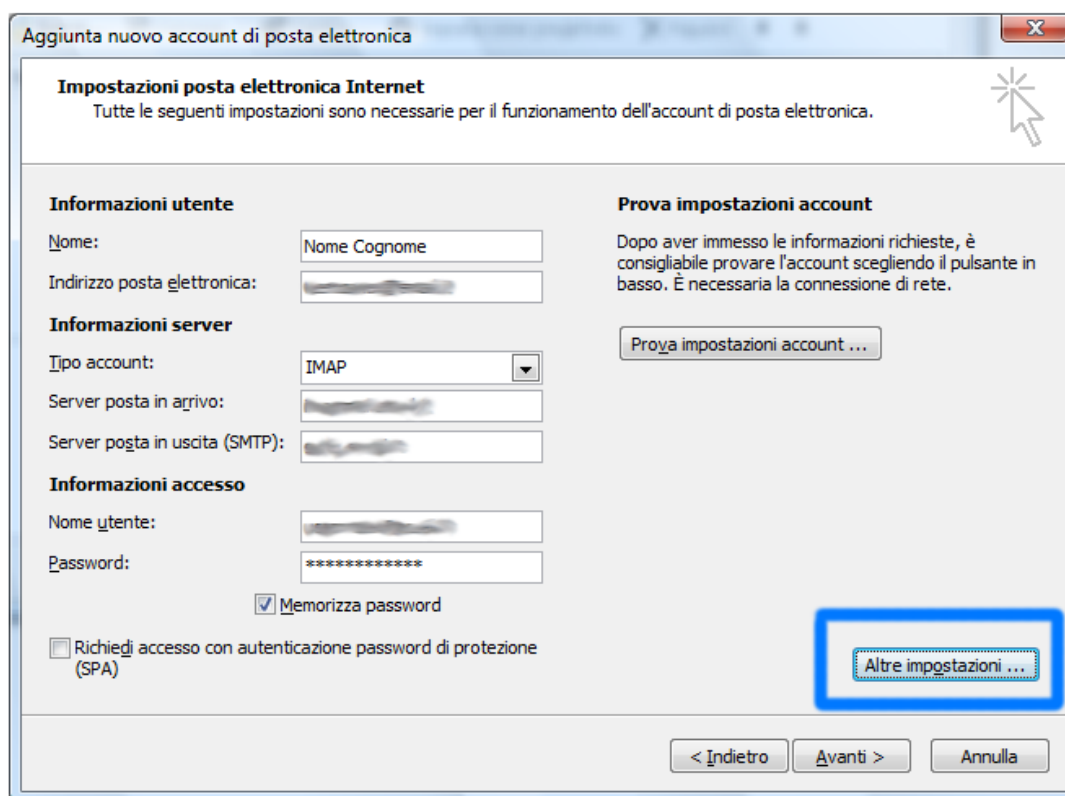 Aggiunta nuovo account di posta elettronica
X
Impostazioni posta elettronica Internet
Tutte le seguenti impostazioni sono necessarie per il funzionamento dell'account di posta elettronica.
Informazioni utente
Nome:
Nome Cognome
Indirizzo posta elettronica:
Informazioni server
Tipo account:
IMAP
Server posta in arrivo:
Server posta in uscita (SMTP):
Informazioni accesso
Nome utente:
Password:
************
Memorizza password
Richiedi accesso con autenticazione password di protezione
(SPA)
Prova impostazioni account
Dopo aver immesso le informazioni richieste, è
consigliabile provare l'account scegliendo il pulsante in
basso. È necessaria la connessione di rete.
Prova impostazioni account ...
Altre impostazioni ...
< Indietro
Avanti >
Annulla